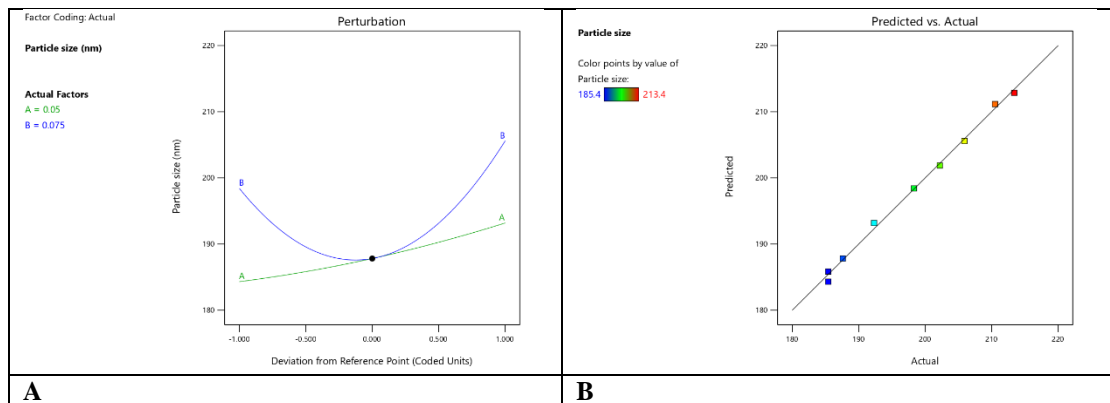 Factor Coding: Actual
Particle size (nm)
Actual Factors
A = 0.05
B = 0.075
Perturbation
Particle size (nm)
220
210
200
190
180
B
B
A
A
-1.000
-0.500
0.000
0.500
1.000
Deviation from Reference Point (Coded Units)
Particle size
Color points by value of
Particle size:
185.4 213.4
Predicted vs. Actual
Predicted
220
210
200
190
180
180
190
200
210
220
Actual
A
B